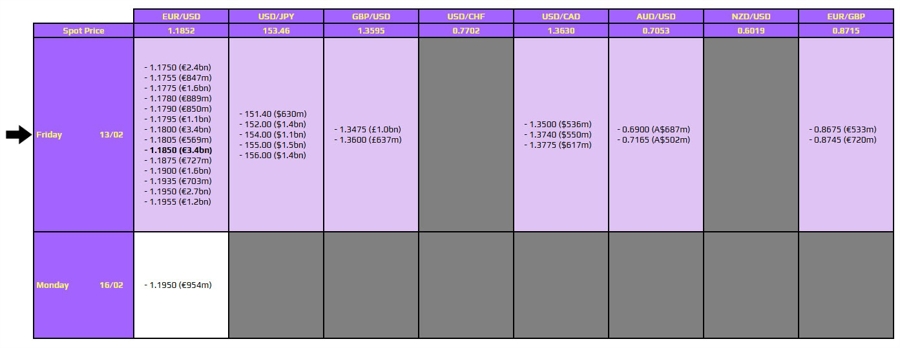 EUR/USD USD/JPY GBP/USD USD/CHF USD/CAD AUD/USD NZD/USD EUR/GBP
Spot Price 1.1852 153.46 1.3595 0.7702 1.3630 0.7053 0.6019 0.8715
Friday 13/02
- 1.1750 (€2.4bn)
- 1.1755 (€847m)
- 1.1775 (€1.6bn)
- 1.1780 (€889m)
- 1.1790 (€850m)
- 1.1795 (€1.1bn)
- 1.1800 (€3.4bn)
- 1.1805 (€569m)
- 1.1850 (€3.4bn)
- 1.1875 (€727m)
- 1.1900 (€1.6bn)
- 1.1935 (€703m)
- 1.1950 (€2.7bn)
- 1.1955 (€1.2bn)
- 151.40 ($630m)
- 152.00 ($1.4bn)
- 154.00 ($1.1bn)
- 155.00 ($1.5bn)
- 156.00 ($1.4bn)
- 1.3475 (£1.0bn)
- 1.3600 (£637m)
- 1.3500 ($536m)
- 1.3740 ($550m)
- 1.3775 ($617m)
- 0.6900 (A$687m)
- 0.7165 (A$502m)
- 0.8675 (€533m)
- 0.8745 (€720m)
Monday 16/02
- 1.1950 (€954m)